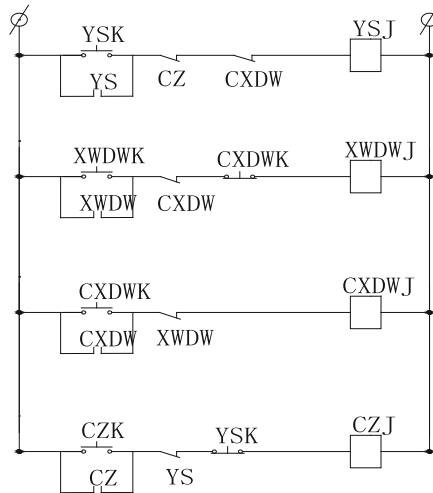 YSK YSJ
YS CZ CXDW
XWDWK CXDWK XWDWJ
XWDW CXDW
CXDWK CXDWJ
CXDW XWDW
CZK YSK CZJ
CZ YS